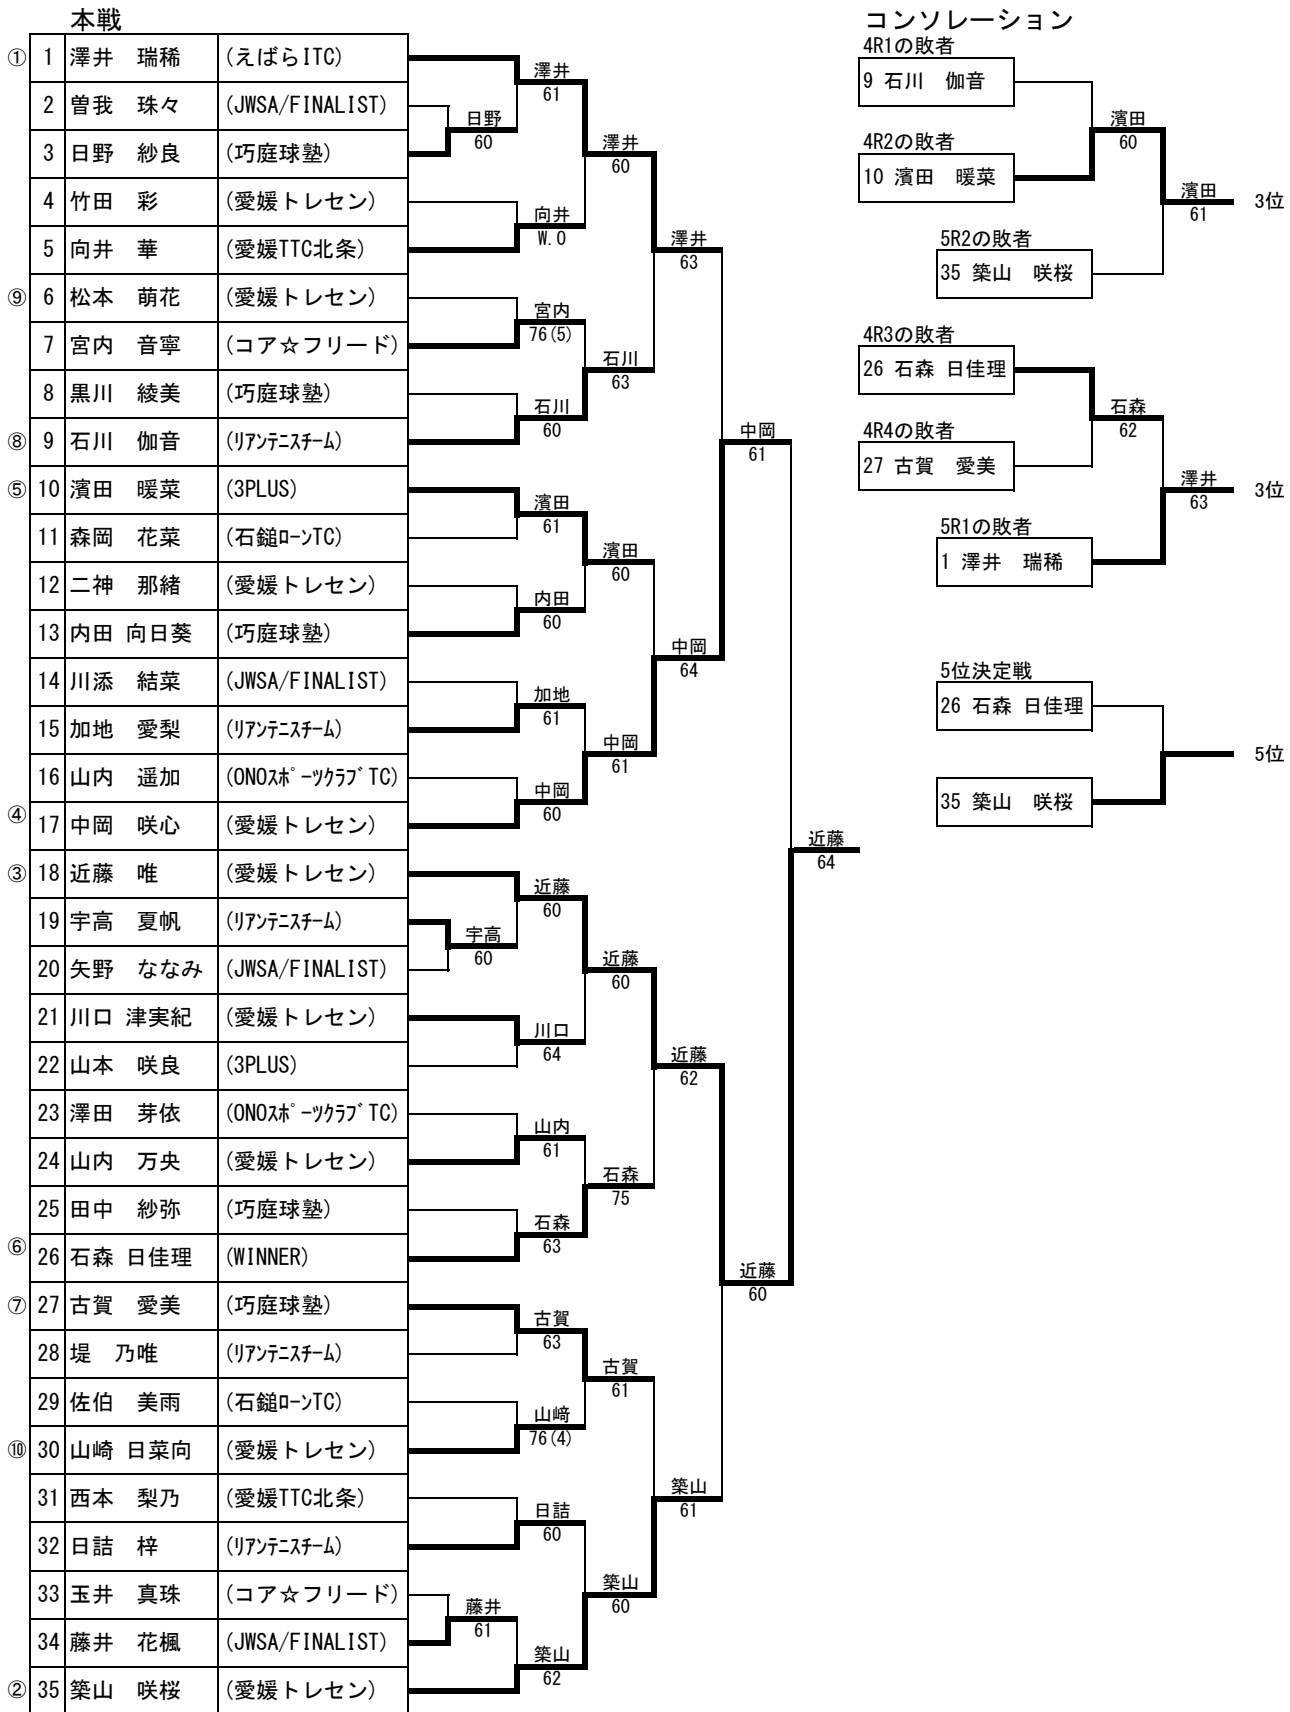 本戦
① 1 澤井　瑞稀 (えばらITC)
2 曽我　珠々 (JWSA/FINALIST)
3 日野　紗良 (巧庭球塾)
4 竹田　彩 (愛媛トレセン)
5 向井　華 (愛媛TTC北条)
⑨ 6 松本　萌花 (愛媛トレセン)
7 宮内　音寧 (コア☆フリード)
8 黒川　綾美 (巧庭球塾)
⑧ 9 石川　伽音 (ﾘｱﾝﾃﾆｽﾁｰﾑ)
⑤ 10 濱田　暖菜 (3PLUS)
11 森岡　花菜 (石鎚ﾛｰﾝTC)
12 二神　那緒 (愛媛トレセン)
13 内田 向日葵 (巧庭球塾)
14 川添　結菜 (JWSA/FINALIST)
15 加地　愛梨 (ﾘｱﾝﾃﾆｽﾁｰﾑ)
16 山内　遥加 (ONOｽﾎﾟｰﾂｸﾗﾌﾞTC)
④ 17 中岡　咲心 (愛媛トレセン)
③ 18 近藤　唯 (愛媛トレセン)
19 宇高　夏帆 (ﾘｱﾝﾃﾆｽﾁｰﾑ)
20 矢野　ななみ (JWSA/FINALIST)
21 川口 津実紀 (愛媛トレセン)
22 山本　咲良 (3PLUS)
23 澤田　芽依 (ONOｽﾎﾟｰﾂｸﾗﾌﾞTC)
24 山内　万央 (愛媛トレセン)
25 田中　紗弥 (巧庭球塾)
⑥ 26 石森 日佳理 (WINNER)
⑦ 27 古賀　愛美 (巧庭球塾)
28 堤　乃唯 (ﾘｱﾝﾃﾆｽﾁｰﾑ)
29 佐伯　美雨 (石鎚ﾛｰﾝTC)
⑩ 30 山崎 日菜向 (愛媛トレセン)
31 西本　梨乃 (愛媛TTC北条)
32 日詰　梓 (ﾘｱﾝﾃﾆｽﾁｰﾑ)
33 玉井　真珠 (コア☆フリード)
34 藤井　花楓 (JWSA/FINALIST)
② 35 築山　咲桜 (愛媛トレセン)
日野
60
宇高
60
藤井
61
澤井
61
向井
W.O
宮内
76(5)
石川
60
濱田
61
内田
60
加地
61
中岡
60
近藤
60
川口
64
山内
61
石森
63
古賀
63
山﨑
76(4)
日詰
60
築山
62
澤井
60
石川
63
濱田
60
中岡
61
近藤
60
石森
75
古賀
61
築山
60
澤井
63
中岡
64
近藤
62
築山
61
中岡
61
近藤
60
近藤
64
コンソレーション
4R1の敗者
9 石川　伽音
4R2の敗者
10 濱田　暖菜
濱田
60
5R2の敗者
35 築山　咲桜
濱田
61
3位
4R3の敗者
26 石森 日佳理
4R4の敗者
27 古賀　愛美
石森
62
5R1の敗者
1 澤井　瑞稀
澤井
63
3位
5位決定戦
26 石森 日佳理
35 築山　咲桜
5位